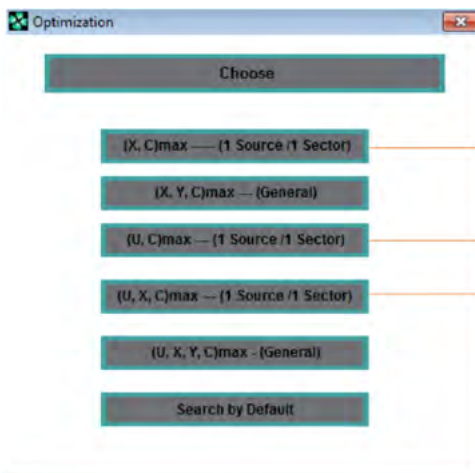 Optimization
Choose
(X, C)max ---- (1 Source /1 Sector)
(X, Y, C)max --- (General)
(U, C)max --- (1 Source /1 Sector)
(U, X, C)max --- (1 Source /1 Sector)
(U, X, Y, C)max - (General)
Search by Default